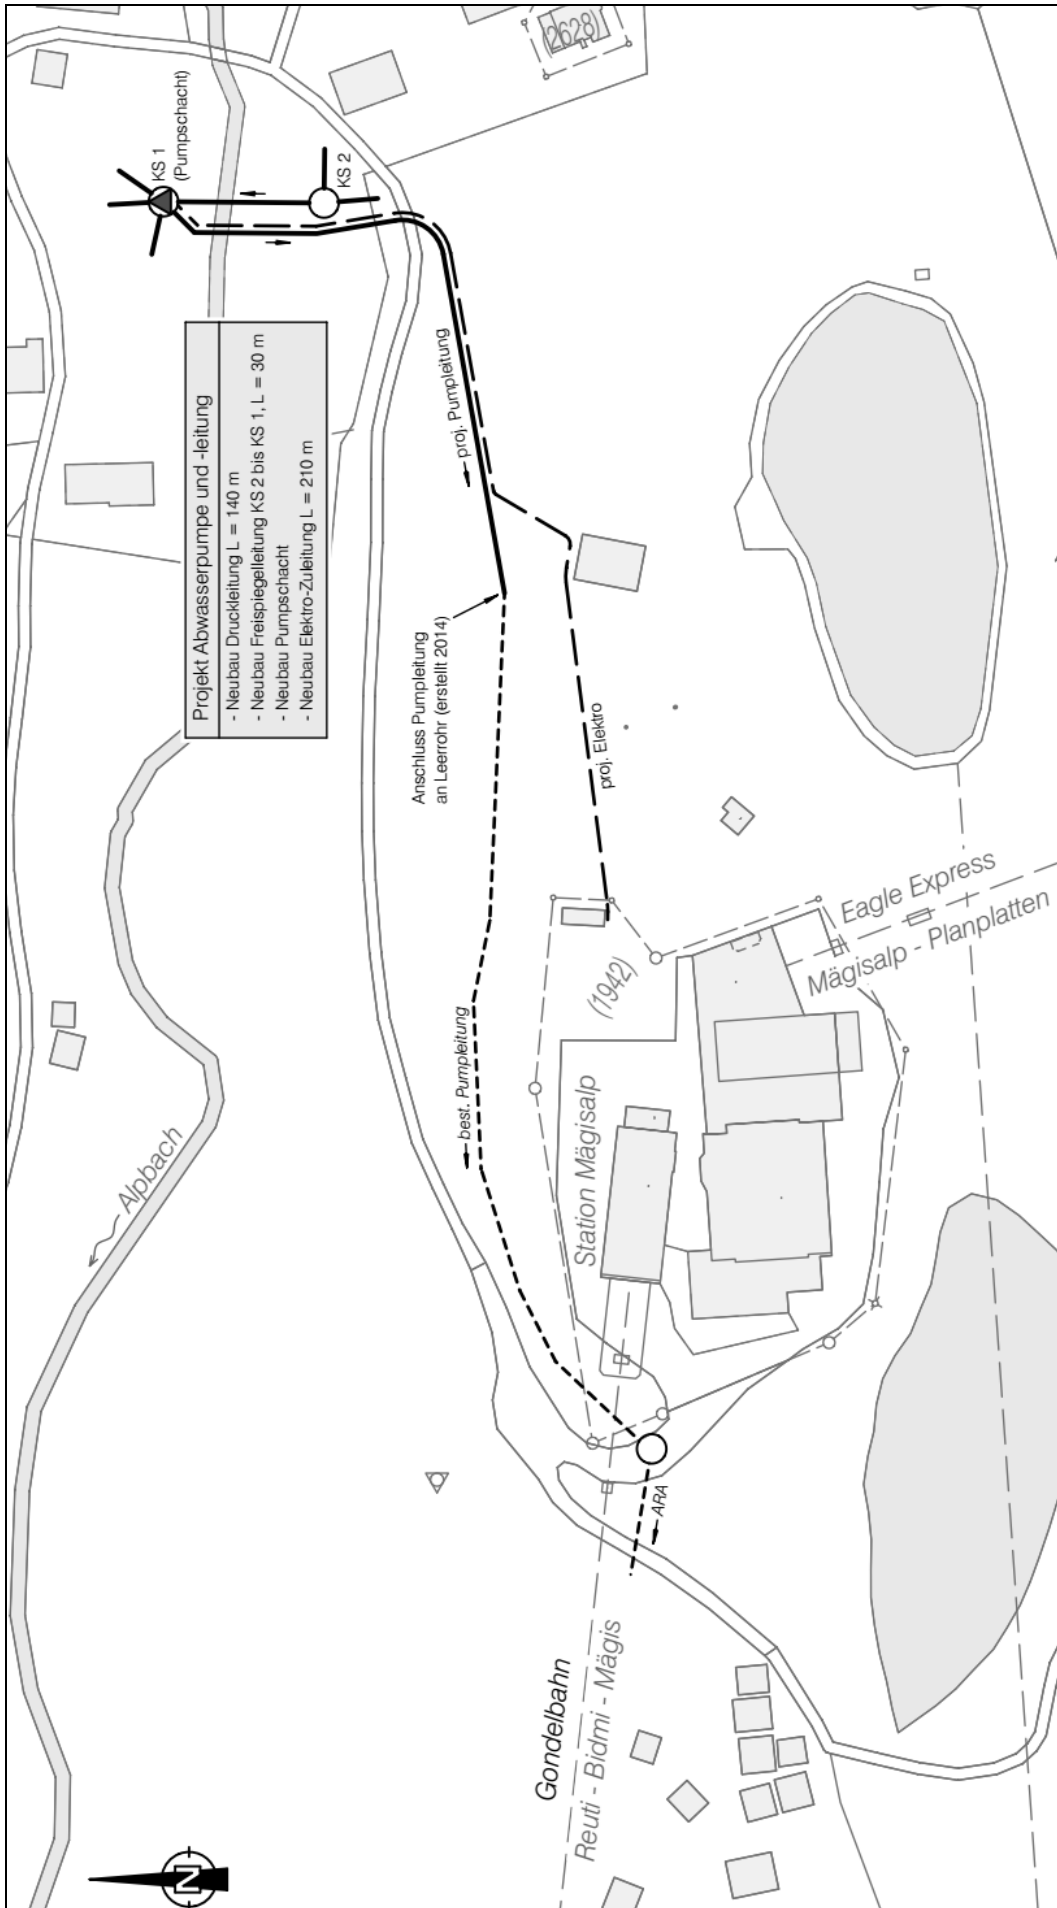 (2628)
KS 1
(Pumpschacht)
KS 2
Projekt Abwasserpumpe und -leitung
- Neubau Druckleitung L = 140 m
- Neubau Freispiegelleitung KS 2 bis KS 1, L = 30 m
- Neubau Pumpschacht
- Neubau Elektro-Zuleitung L = 210 m
proj. Pumpleitung
Anschluss Pumpleitung
an Leerrohr (erstellt 2014)
proj. Elektro
Eagle Express
Mägisalp - Planplatten
(1942)
best. Pumpleitung
Station Mägisalp
Alpbach
ARA
Gondelbahn
Reuti - Bidmi - Mägis
N